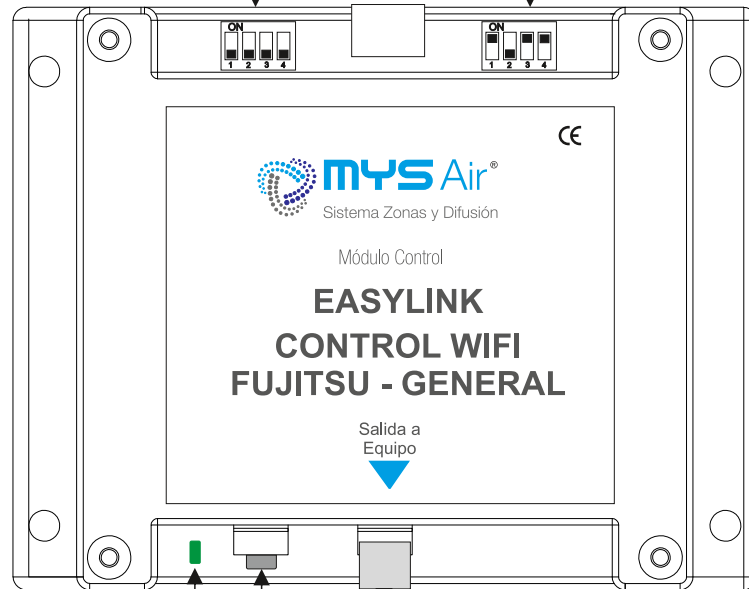 ON
1 2 3 4
ON
1 2 3 4
CE
MYS Air®
Sistema Zonas y Difusión
Módulo Control
EASYLINK
CONTROL WIFI
FUJITSU - GENERAL
Salida a
Equipo